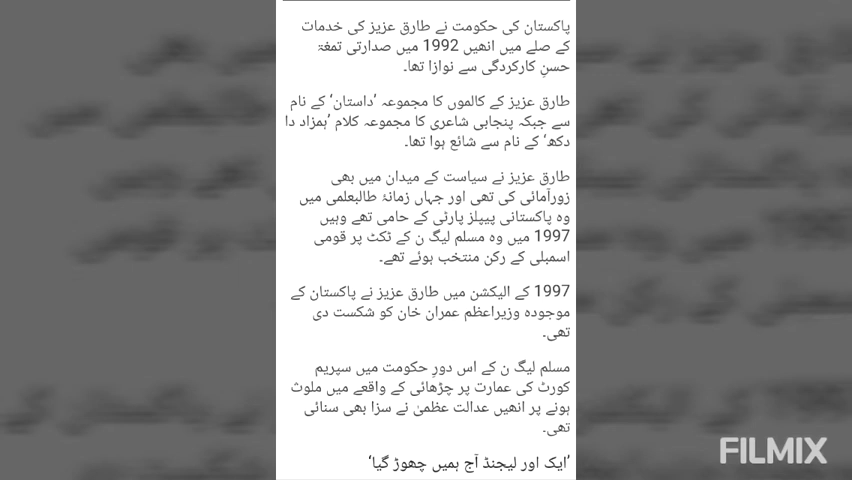 پاکستان کی حکومت نے طارق عزیز کی خدمات
کے صلے میں انھیں 1992 میں صدارتی تمغۂ
حسنِ کارکردگی سے نوازا تھا۔
طارق عزیز کے کالموں کا مجموعہ ’داستان‘ کے نام
سے جبکہ پنجابی شاعری کا مجموعہ کلام ’ہمزاد دا
دکھ‘ کے نام سے شائع ہوا تھا۔
طارق عزیز نے سیاست کے میدان میں بھی
زورآمائی کی تھی اور جہاں زمانۂ طالبعلمی میں
وہ پاکستانی پیپلز پارٹی کے حامی تھے وہیں
1997 میں وہ مسلم لیگ ن کے ٹکٹ پر قومی
اسمبلی کے رکن منتخب ہوئے تھے۔
1997 کے الیکشن میں طارق عزیز نے پاکستان کے
موجودہ وزیراعظم عمران خان کو شکست دی
تھی۔
مسلم لیگ ن کے اس دورِ حکومت میں سپریم
کورٹ کی عمارت پر چڑھائی کے واقعے میں ملوث
ہونے پر انھیں عدالت عظمیٰ نے سزا بھی سنائی
تھی۔
’ایک اور لیجنڈ آج ہمیں چھوڑ گیا‘
FILMIX